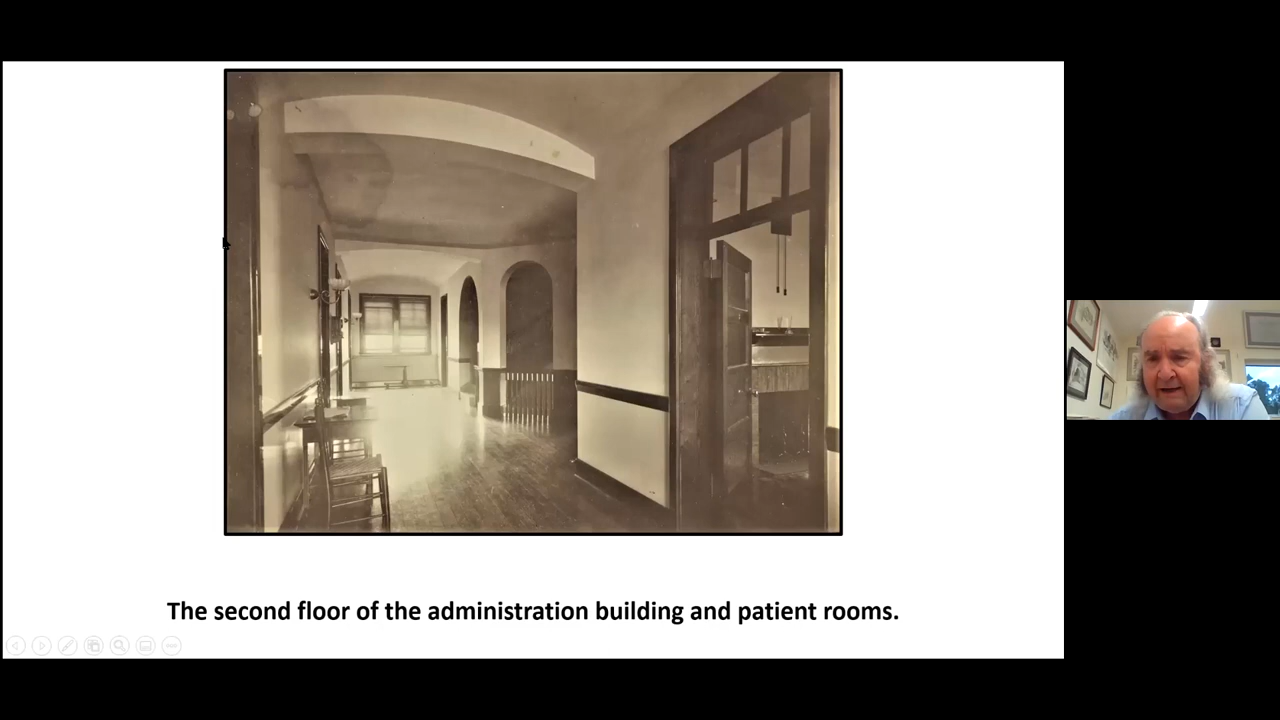 The second floor of the administration building and patient rooms.